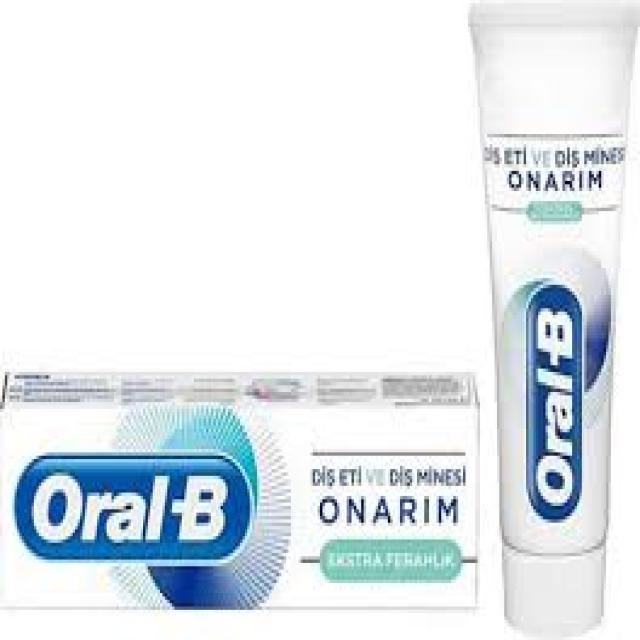 DİŞ ETİ VE DİŞ MİNESİ
ONARIM
Oral-B
Oral-B
DİŞ ETİ VE DİŞ MİNESİ
ONARIM
EKSTRA FERAHLIK